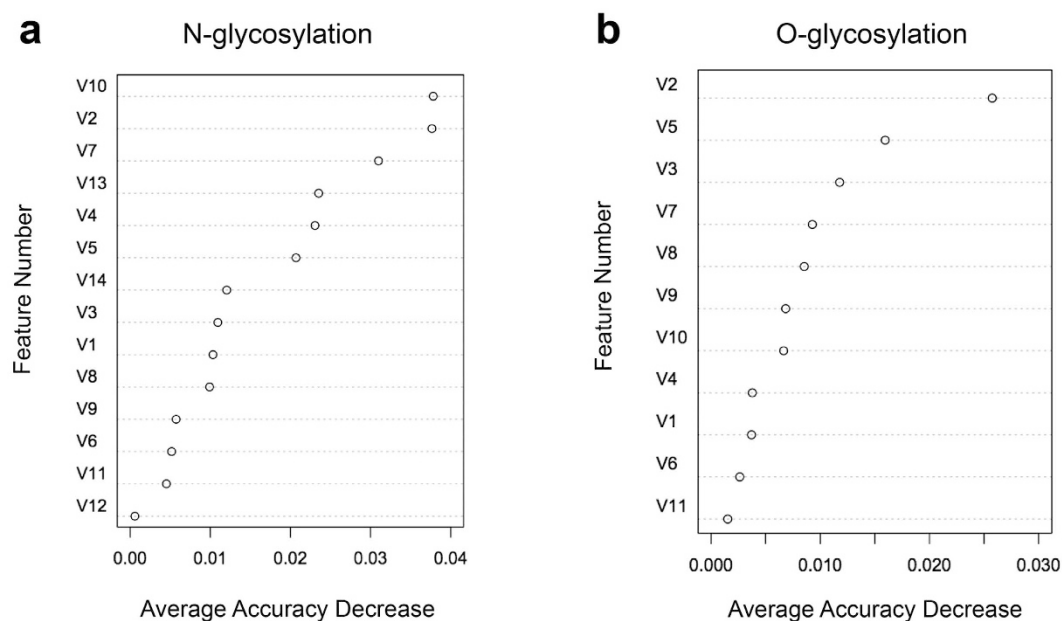 a
N-glycosylation
Feature Number
V10
V2
V7
V13
V4
V5
V14
V3
V1
V8
V9
V6
V11
V12
0.00 0.01 0.02 0.03 0.04
Average Accuracy Decrease
b
O-glycosylation
Feature Number
V2
V5
V3
V7
V8
V9
V10
V4
V1
V6
V11
0.000 0.010 0.020 0.030
Average Accuracy Decrease